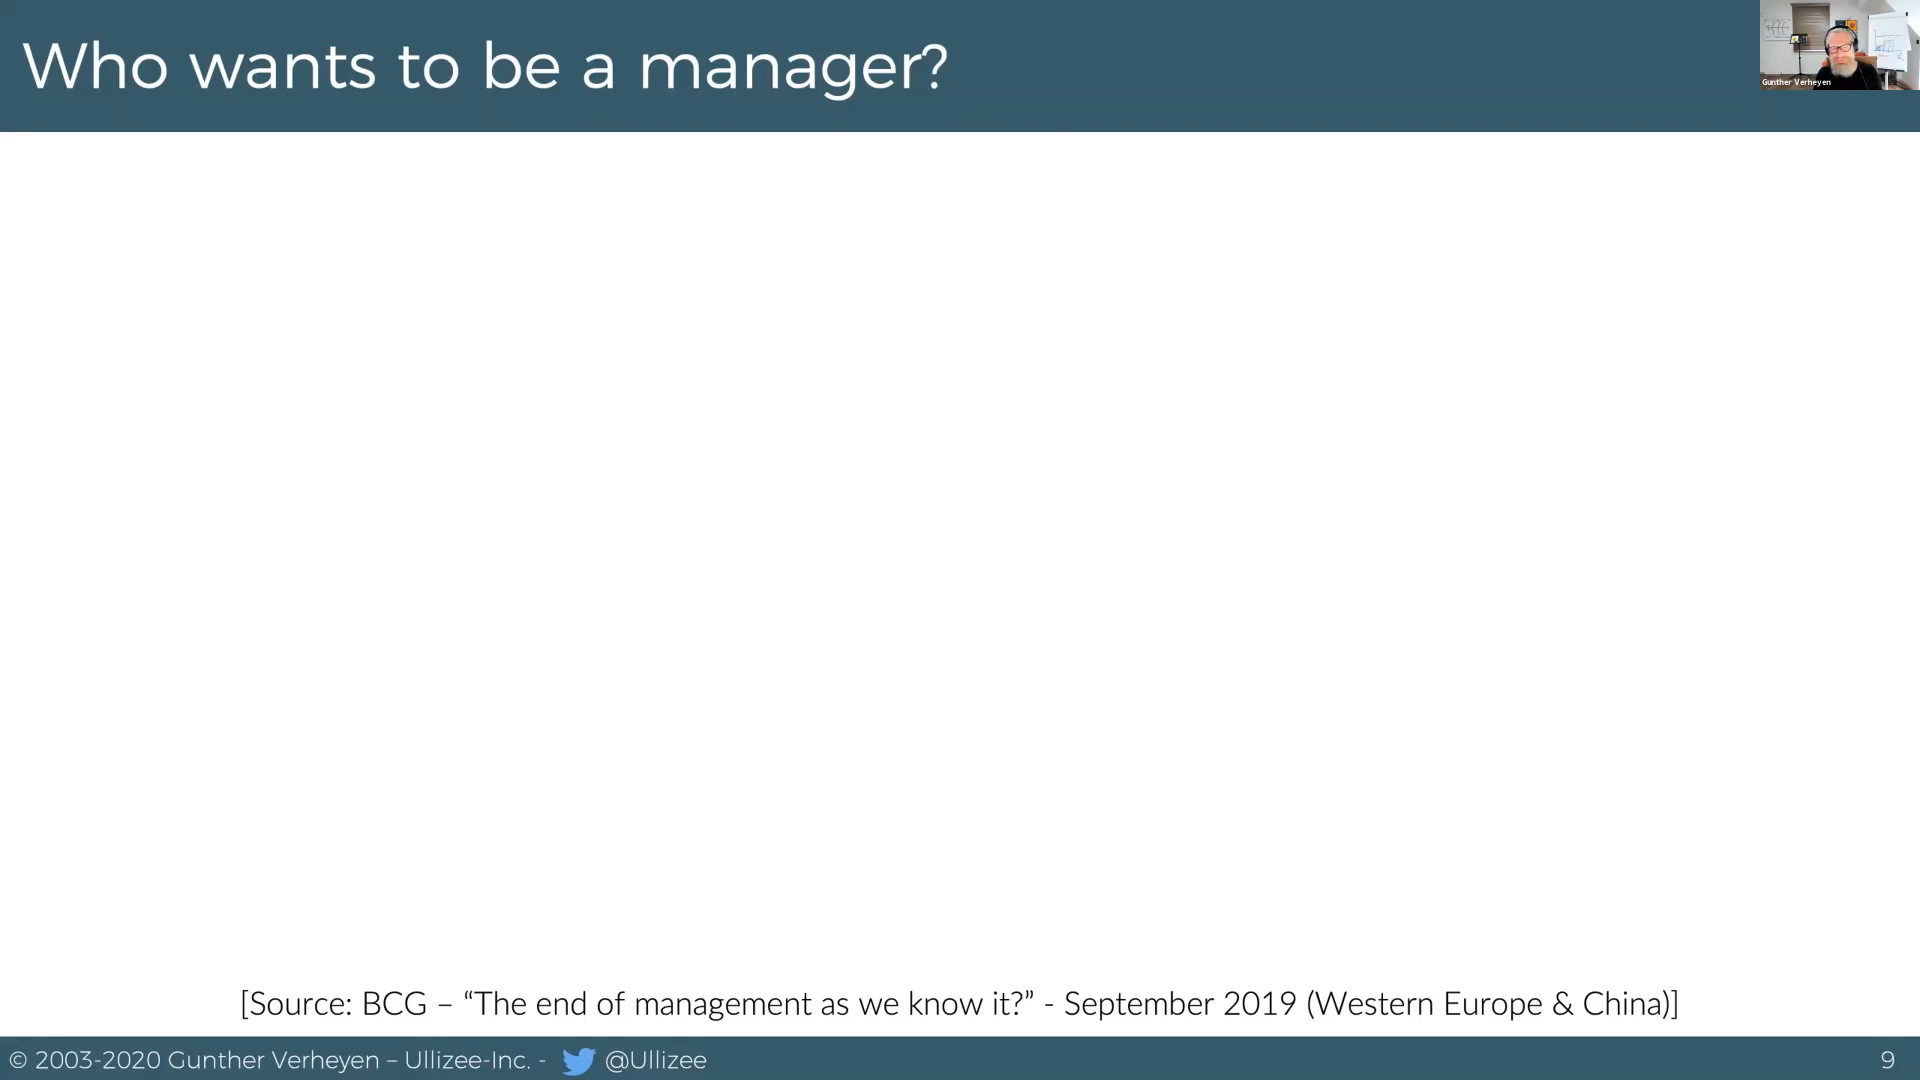 Who wants to be a manager?
Gunther Verheyen
[Source: BCG – “The end of management as we know it?” - September 2019 (Western Europe & China)]
© 2003-2020 Gunther Verheyen – Ullizee-Inc. - @Ullizee
9